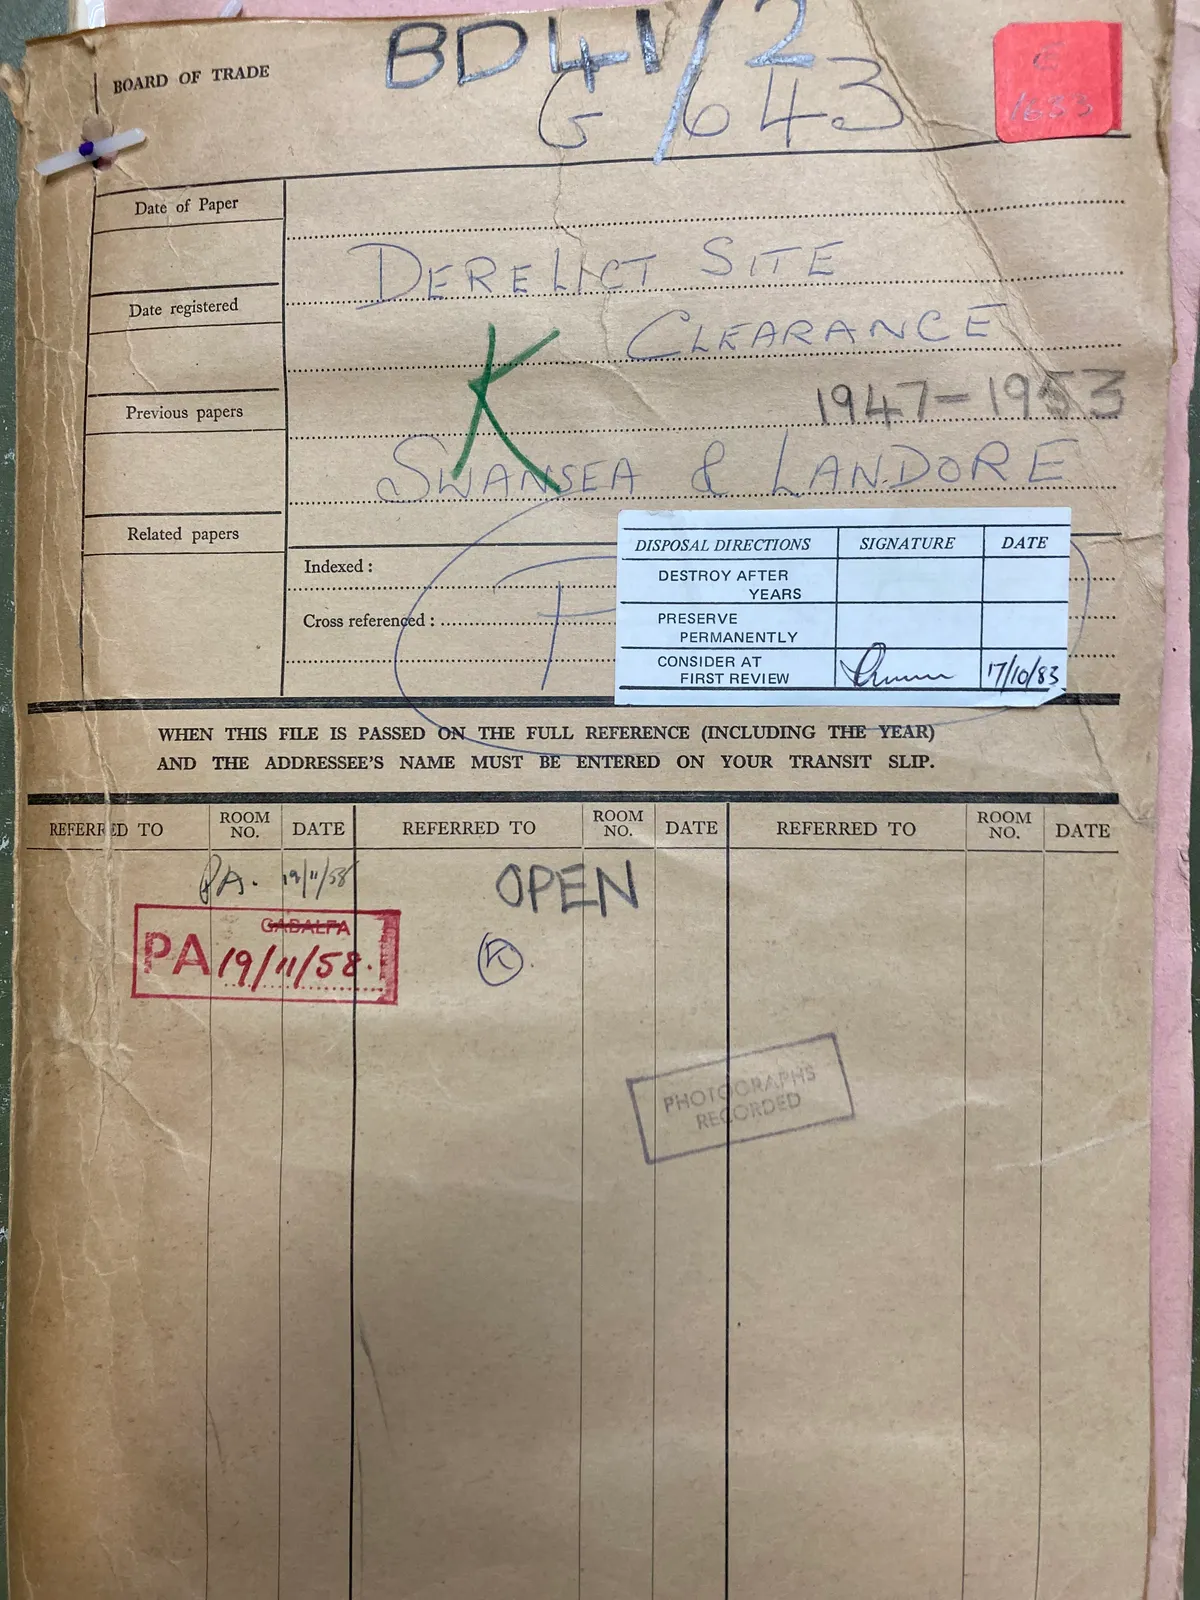 BD41/2
BOARD OF TRADE
G/643
1633
Date of Paper
DERELICT SITE
Date registered
CLEARANCE
K
1947-1953
Previous papers
SWANSEA & LANDORE
Related papers
Indexed :
Cross referenced :
DISPOSAL DIRECTIONS SIGNATURE DATE
DESTROY AFTER
YEARS
PRESERVE
PERMANENTLY
CONSIDER AT
FIRST REVIEW 17/10/83
WHEN THIS FILE IS PASSED ON THE FULL REFERENCE (INCLUDING THE YEAR)
AND THE ADDRESSEE'S NAME MUST BE ENTERED ON YOUR TRANSIT SLIP.
REFERRED TO ROOM NO. DATE REFERRED TO ROOM NO. DATE REFERRED TO ROOM NO. DATE
PA. 19/11/58 OPEN
GABALFA
PA 19/11/58.
K
PHOTOGRAPHS
RECORDED